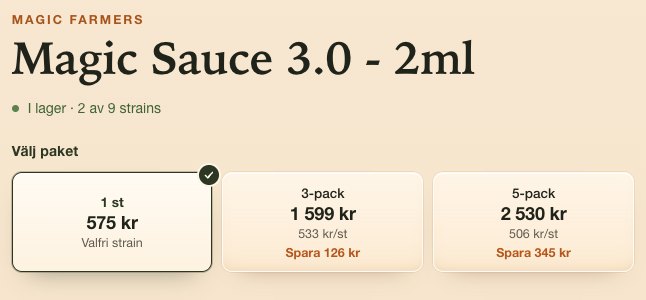 MAGIC FARMERS
Magic Sauce 3.0 - 2ml
I lager · 2 av 9 strains
Välj paket
1 st
575 kr
Valfri strain
3-pack
1 599 kr
533 kr/st
Spara 126 kr
5-pack
2 530 kr
506 kr/st
Spara 345 kr